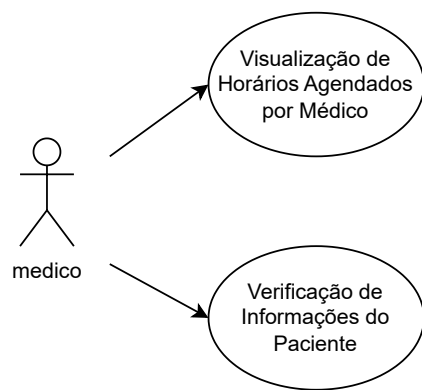 Visualização de
Horários Agendados
por Médico
medico
Verificação de
Informações do
Paciente